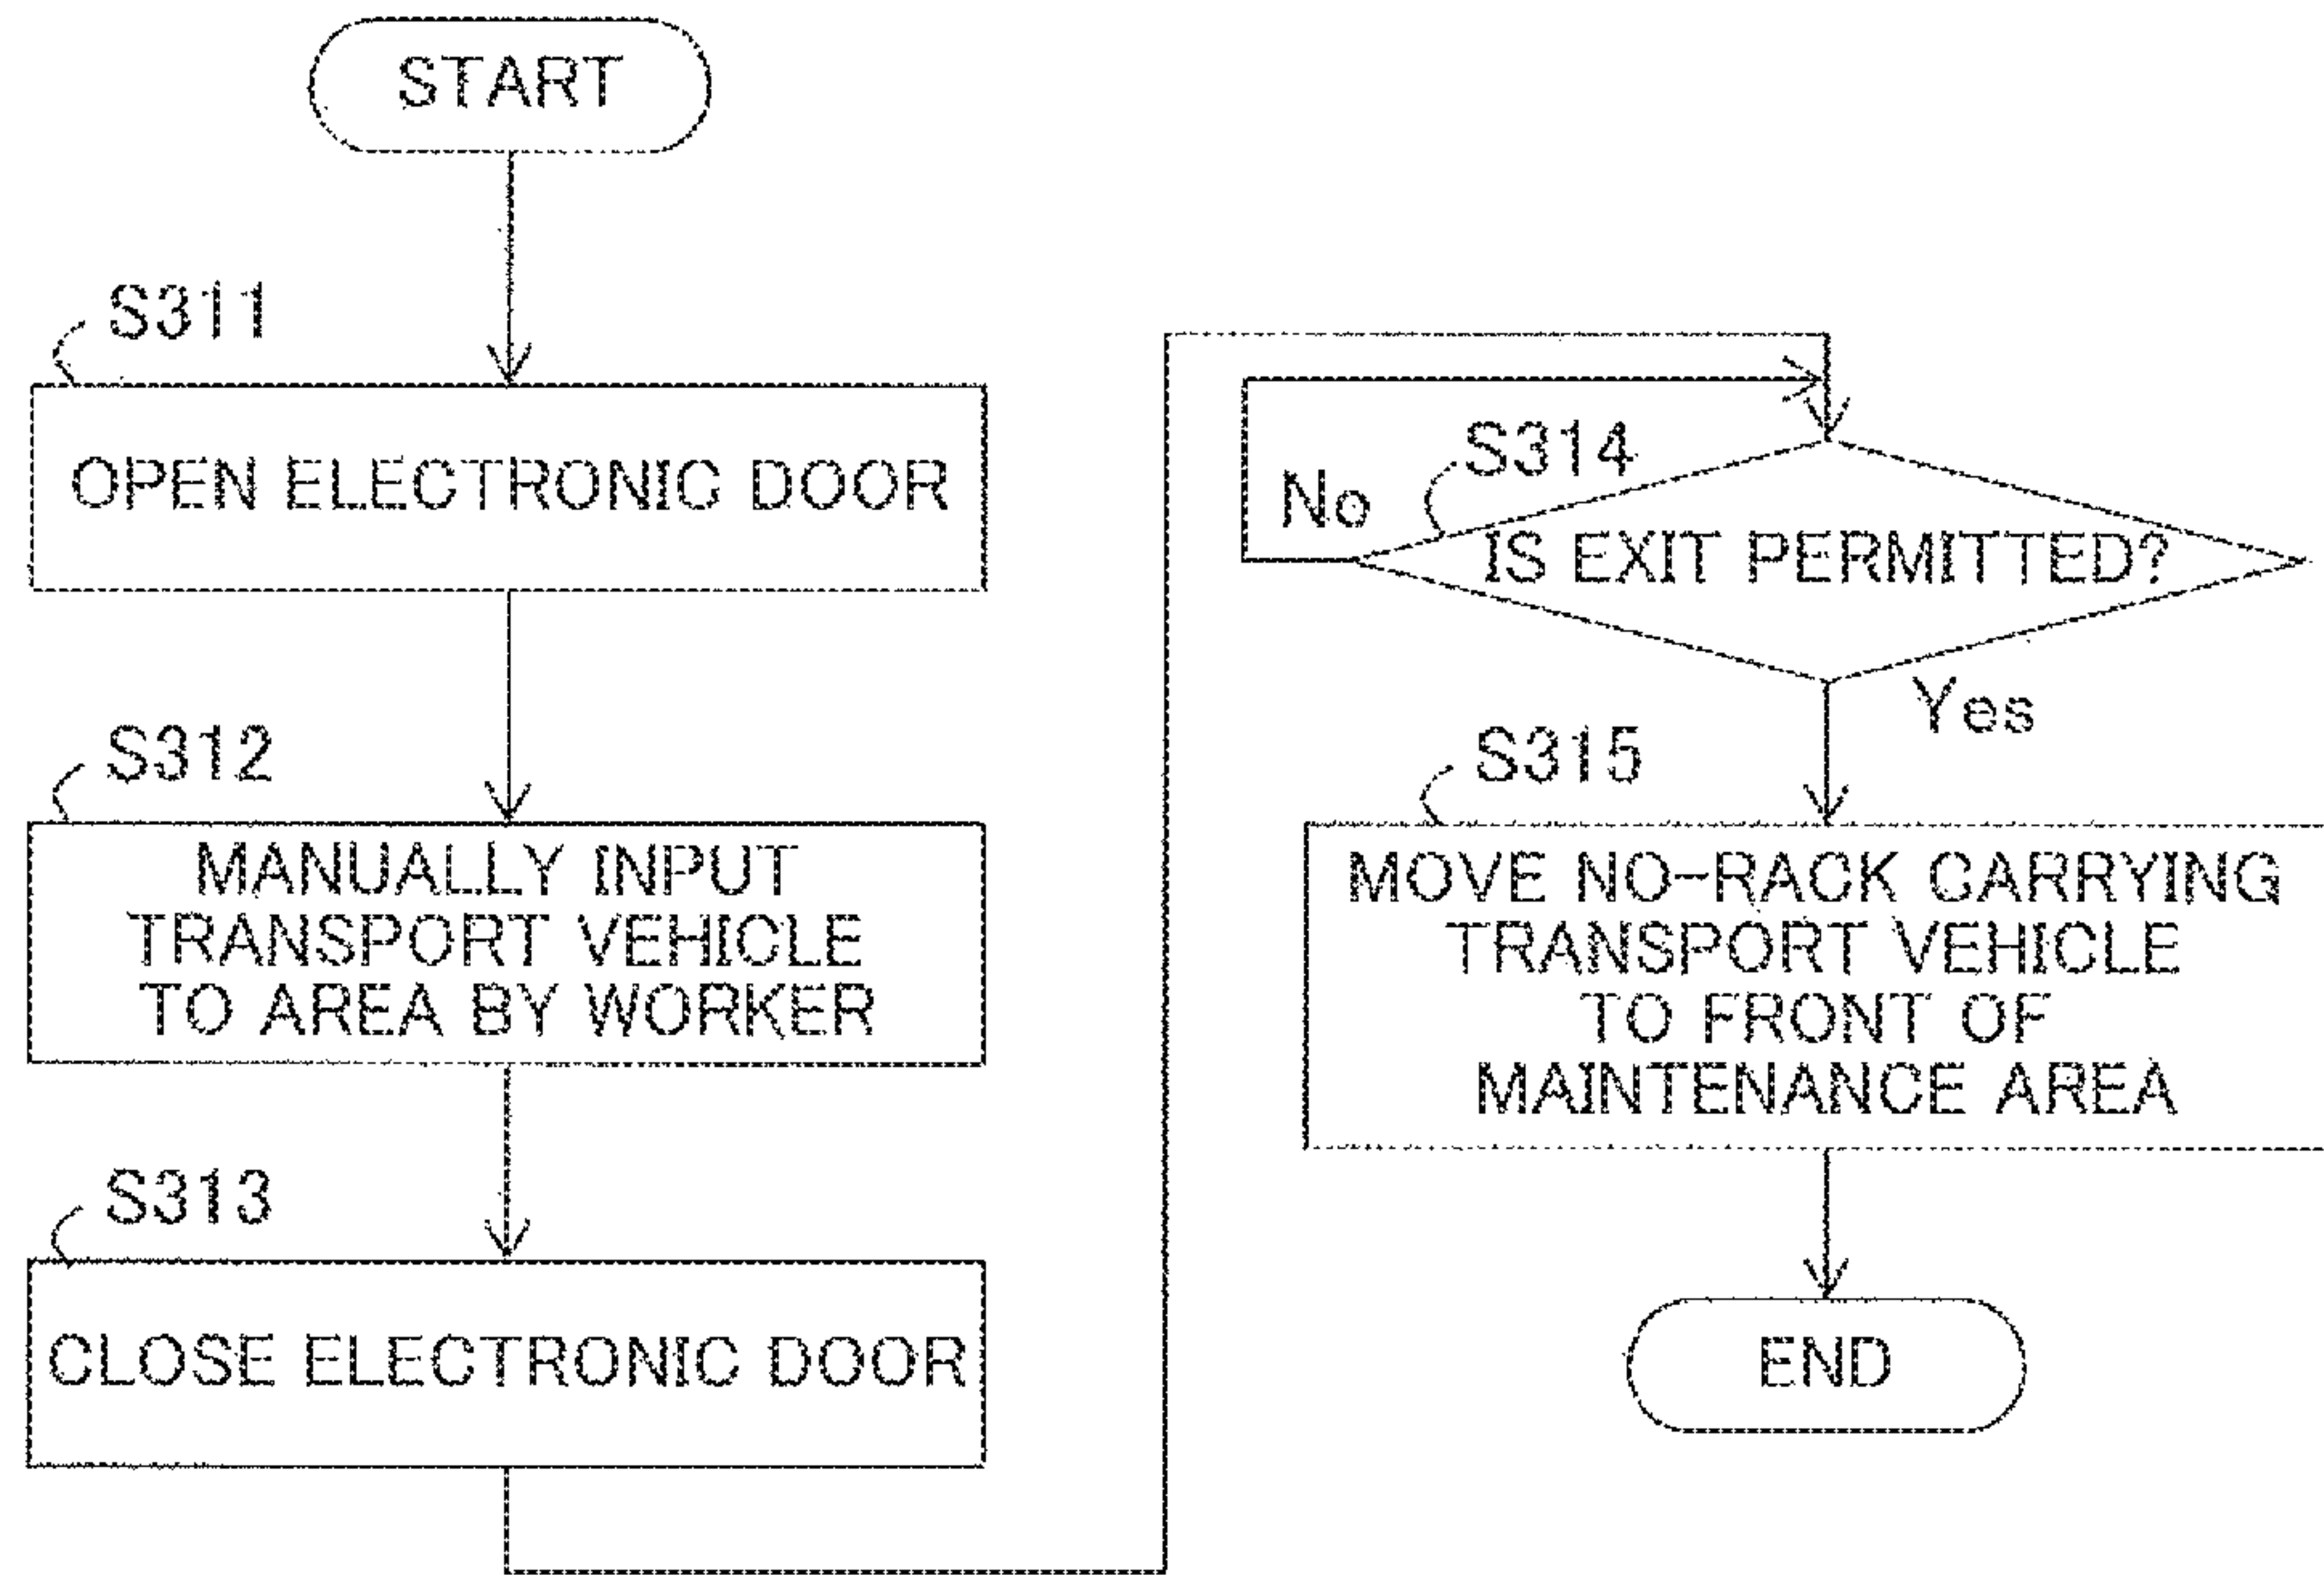 START
S311
OPEN ELECTRONIC DOOR
S312
MANUALLY INPUT
TRANSPORT VEHICLE
TO AREA BY WORKER
S313
CLOSE ELECTRONIC DOOR
S314
No
IS EXIT PERMITTED?
Yes
S315
MOVE NO-RACK CARRYING
TRANSPORT VEHICLE
TO FRONT OF
MAINTENANCE AREA
END